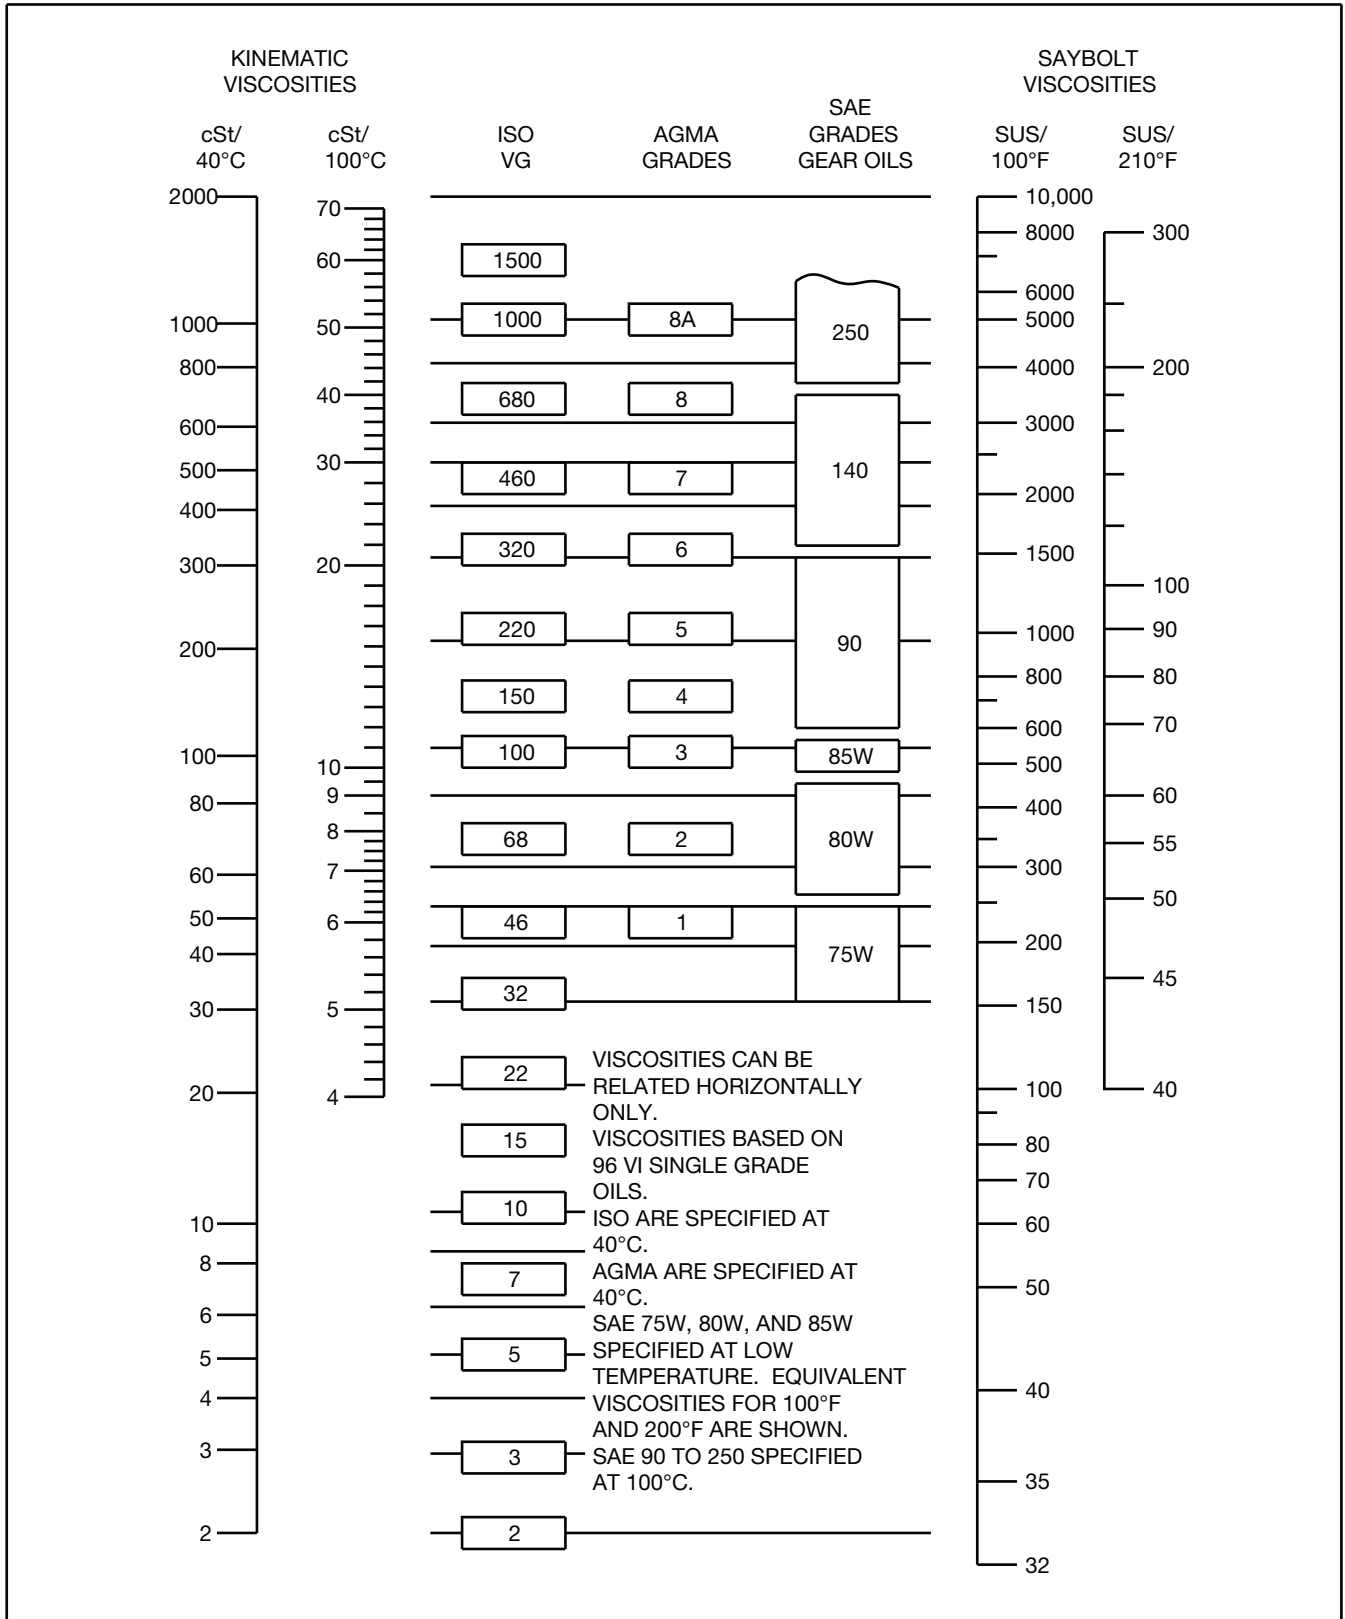 KINEMATIC
VISCOSITIES
SAYBOLT
VISCOSITIES
cSt/
40°C
cSt/
100°C
ISO
VG
AGMA
GRADES
SAE
GRADES
GEAR OILS
SUS/
100°F
SUS/
210°F
2000
1000
800
600
500
400
300
200
100
80
60
50
40
30
20
10
8
6
5
4
3
2
70
60
50
40
30
20
10
9
8
7
6
5
4
1500
1000
680
460
320
220
150
100
68
46
32
22
15
10
7
5
3
2
8A
8
7
6
5
4
3
2
1
250
140
90
85W
80W
75W
VISCOSITIES CAN BE
RELATED HORIZONTALLY
ONLY.
VISCOSITIES BASED ON
96 VI SINGLE GRADE
OILS.
ISO ARE SPECIFIED AT
40°C.
AGMA ARE SPECIFIED AT
40°C.
SAE 75W, 80W, AND 85W
SPECIFIED AT LOW
TEMPERATURE. EQUIVALENT
VISCOSITIES FOR 100°F
AND 200°F ARE SHOWN.
SAE 90 TO 250 SPECIFIED
AT 100°C.
10,000
8000
6000
5000
4000
3000
2000
1500
1000
800
600
500
400
300
200
150
100
80
70
60
50
40
35
32
300
200
100
90
80
70
60
55
50
45
40